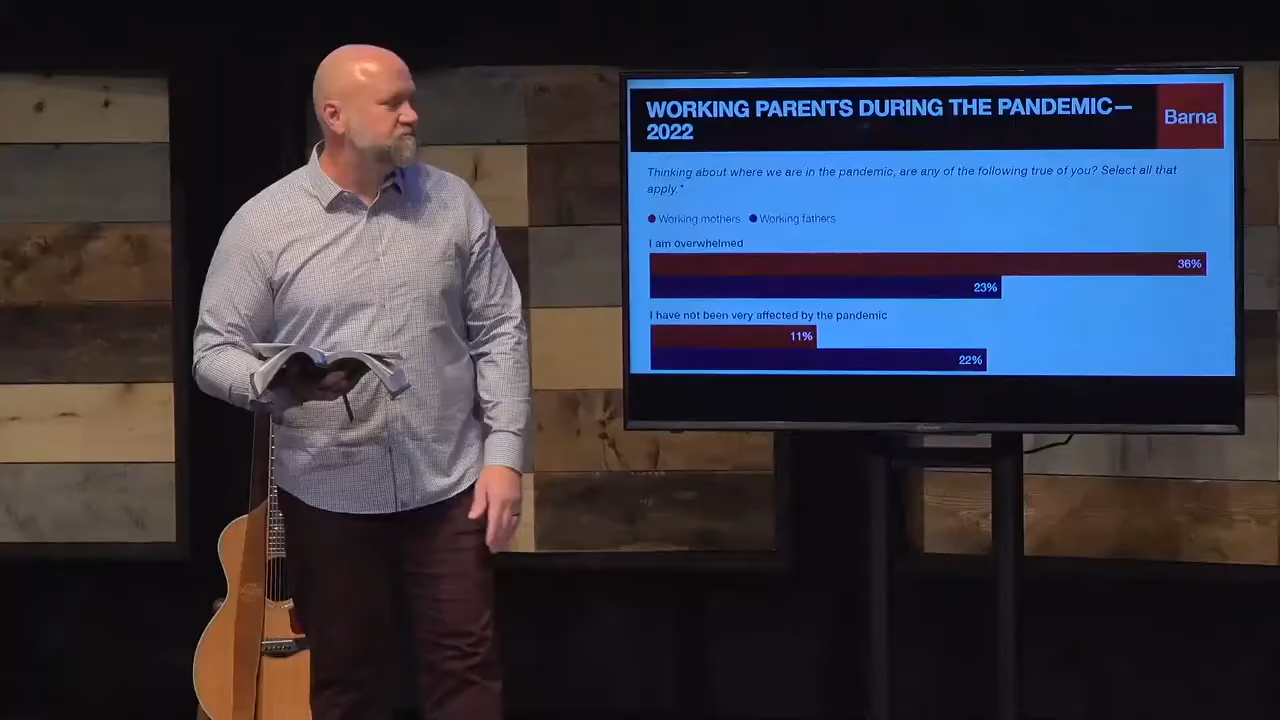 WORKING PARENTS DURING THE PANDEMIC—
2022
Barna
Thinking about where we are in the pandemic, are any of the following true of you? Select all that
apply.*
Working mothers Working fathers
I am overwhelmed
36%
23%
I have not been very affected by the pandemic
11%
22%